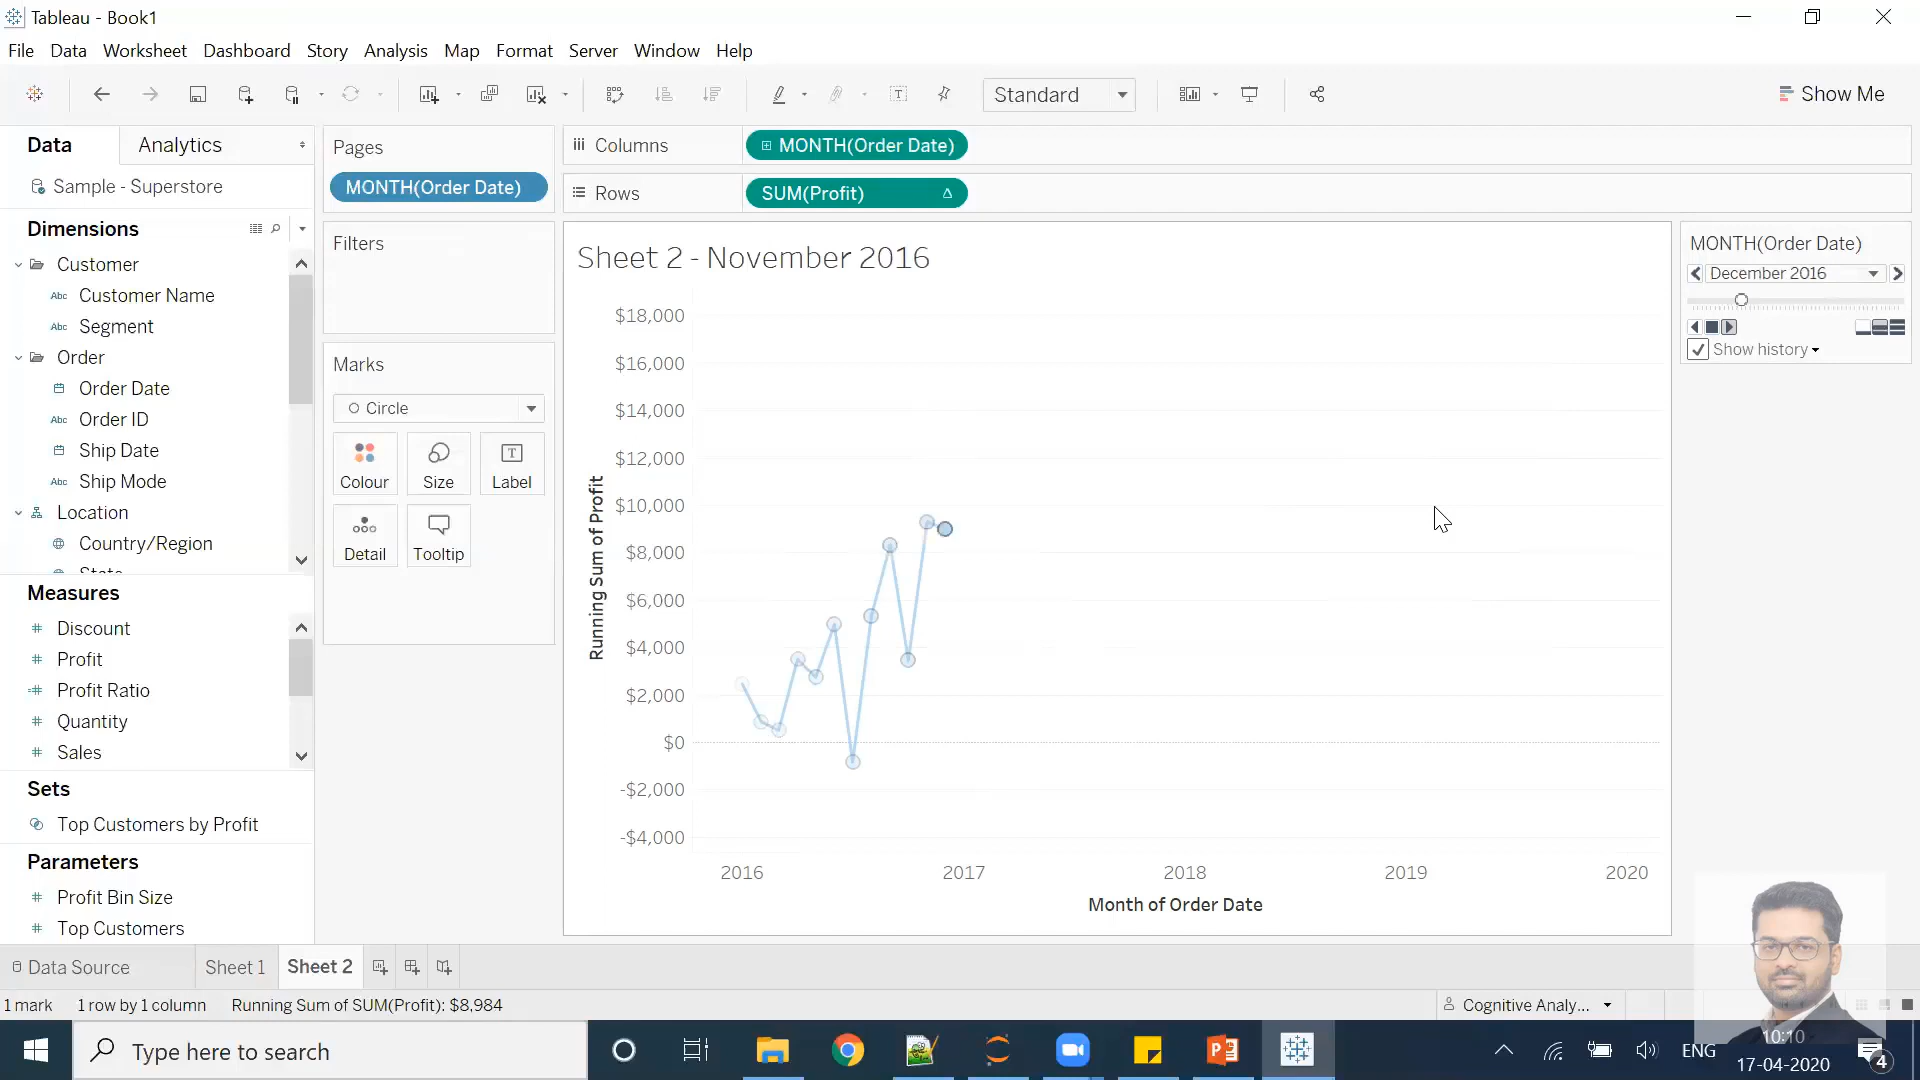 Tableau - Book1
File Data Worksheet Dashboard Story Analysis Map Format Server Window Help
Standard
Show Me
Data
Analytics
Sample - Superstore
Dimensions
Customer
Abc Customer Name
Abc Segment
Order
Order Date
Abc Order ID
Ship Date
Abc Ship Mode
Location
Country/Region
Measures
# Discount
# Profit
# Profit Ratio
# Quantity
# Sales
Sets
Top Customers by Profit
Parameters
# Profit Bin Size
# Top Customers
Pages
MONTH(Order Date)
Filters
Marks
Circle
Colour
Size
Label
Detail
Tooltip
Columns
MONTH(Order Date)
Rows
SUM(Profit) Δ
Sheet 2 - November 2016
Running Sum of Profit
$18,000
$16,000
$14,000
$12,000
$10,000
$8,000
$6,000
$4,000
$2,000
$0
-$2,000
-$4,000
2016 2017 2018 2019 2020
Month of Order Date
MONTH(Order Date)
December 2016
Show history
Data Source
Sheet 1
Sheet 2
1 mark 1 row by 1 column Running Sum of SUM(Profit): $8,984
Cognitive Analy...
Type here to search
ENG
10:10
17-04-2020
4